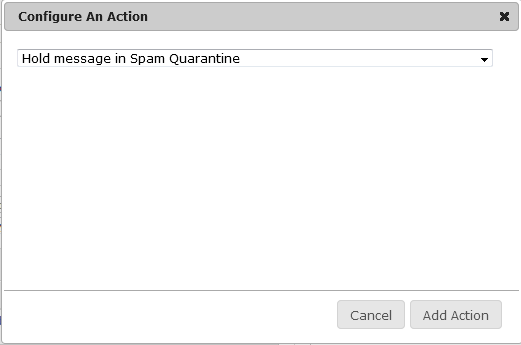 Configure An Action
Hold message in Spam Quarantine
Cancel
Add Action